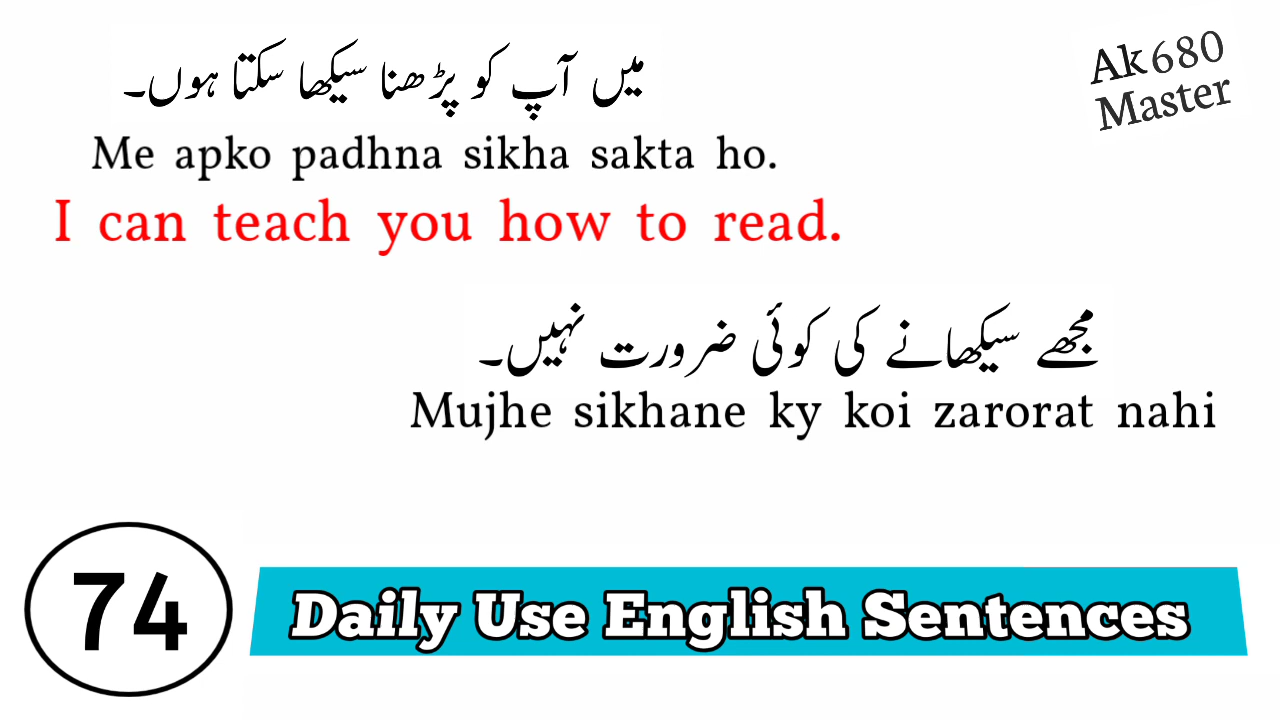 میں آپ کو پڑھنا سیکھا سکتا ہوں۔
Me apko padhna sikha sakta ho.
I can teach you how to read.
Ak680
Master
مجھے سیکھانے کی کوئی ضرورت نہیں۔
Mujhe sikhane ky koi zarorat nahi
74
Daily Use English Sentences